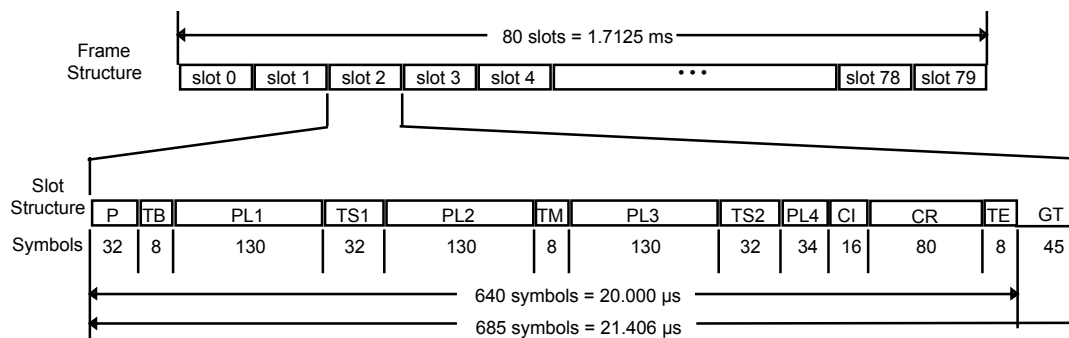 80 slots = 1.7125 ms
Frame
Structure
slot 0 slot 1 slot 2 slot 3 slot 4 ••• slot 78 slot 79
Slot
Structure
P TB PL1 TS1 PL2 TM PL3 TS2 PL4 CI CR TE GT
Symbols 32 8 130 32 130 8 130 32 34 16 80 8 45
640 symbols = 20.000 µs
685 symbols = 21.406 µs